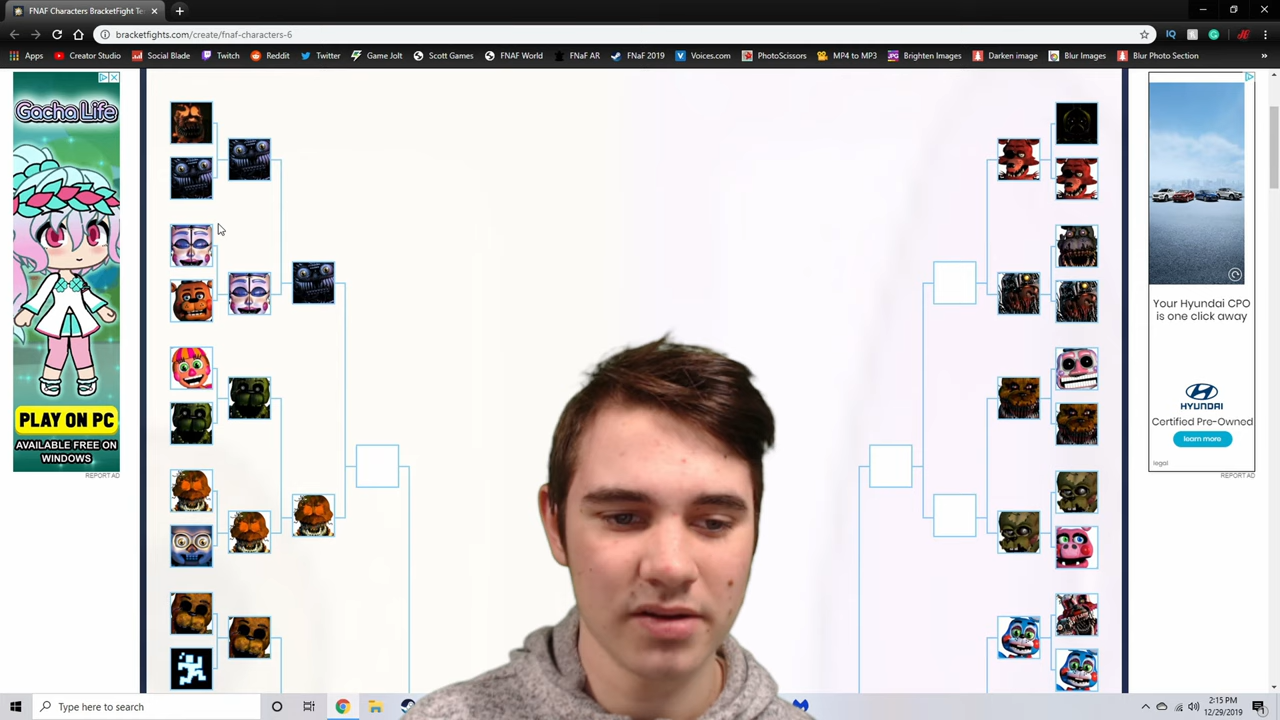 FNAF Characters BracketFight Te
bracketfights.com/create/fnaf-characters-6
Apps Creator Studio Social Blade Twitch Reddit Twitter Game Jolt Scott Games FNAF World FNaF AR FNaF 2019 Voices.com PhotoScissors MP4 to MP3 Brighten Images Darken image Blur Images Blur Photo Section »
Gacha Life
PLAY ON PC
AVAILABLE FREE ON
WINDOWS
REPORT AD
Your Hyundai CPO
is one click away
HYUNDAI
Certified Pre-Owned
learn more
legal
REPORT AD
Type here to search
2:15 PM
12/29/2019